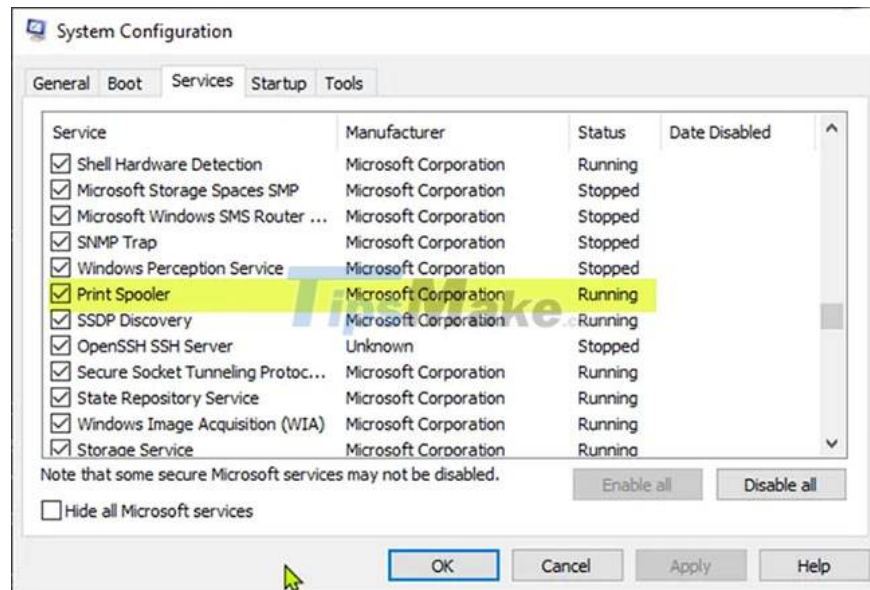 System Configuration
General Boot Services Startup Tools
Service Manufacturer Status Date Disabled
Shell Hardware Detection Microsoft Corporation Running
Microsoft Storage Spaces SMP Microsoft Corporation Stopped
Microsoft Windows SMS Router ... Microsoft Corporation Stopped
SNMP Trap Microsoft Corporation Stopped
Windows Perception Service Microsoft Corporation Stopped
Print Spooler Microsoft Corporation Running
TipsMake.com
SSDP Discovery Microsoft Corporation Running
OpenSSH SSH Server Unknown Stopped
Secure Socket Tunneling Protoc... Microsoft Corporation Running
State Repository Service Microsoft Corporation Running
Windows Image Acquisition (WIA) Microsoft Corporation Running
Storage Service Microsoft Corporation Running
Note that some secure Microsoft services may not be disabled.
Enable all Disable all
Hide all Microsoft services
OK Cancel Apply Help